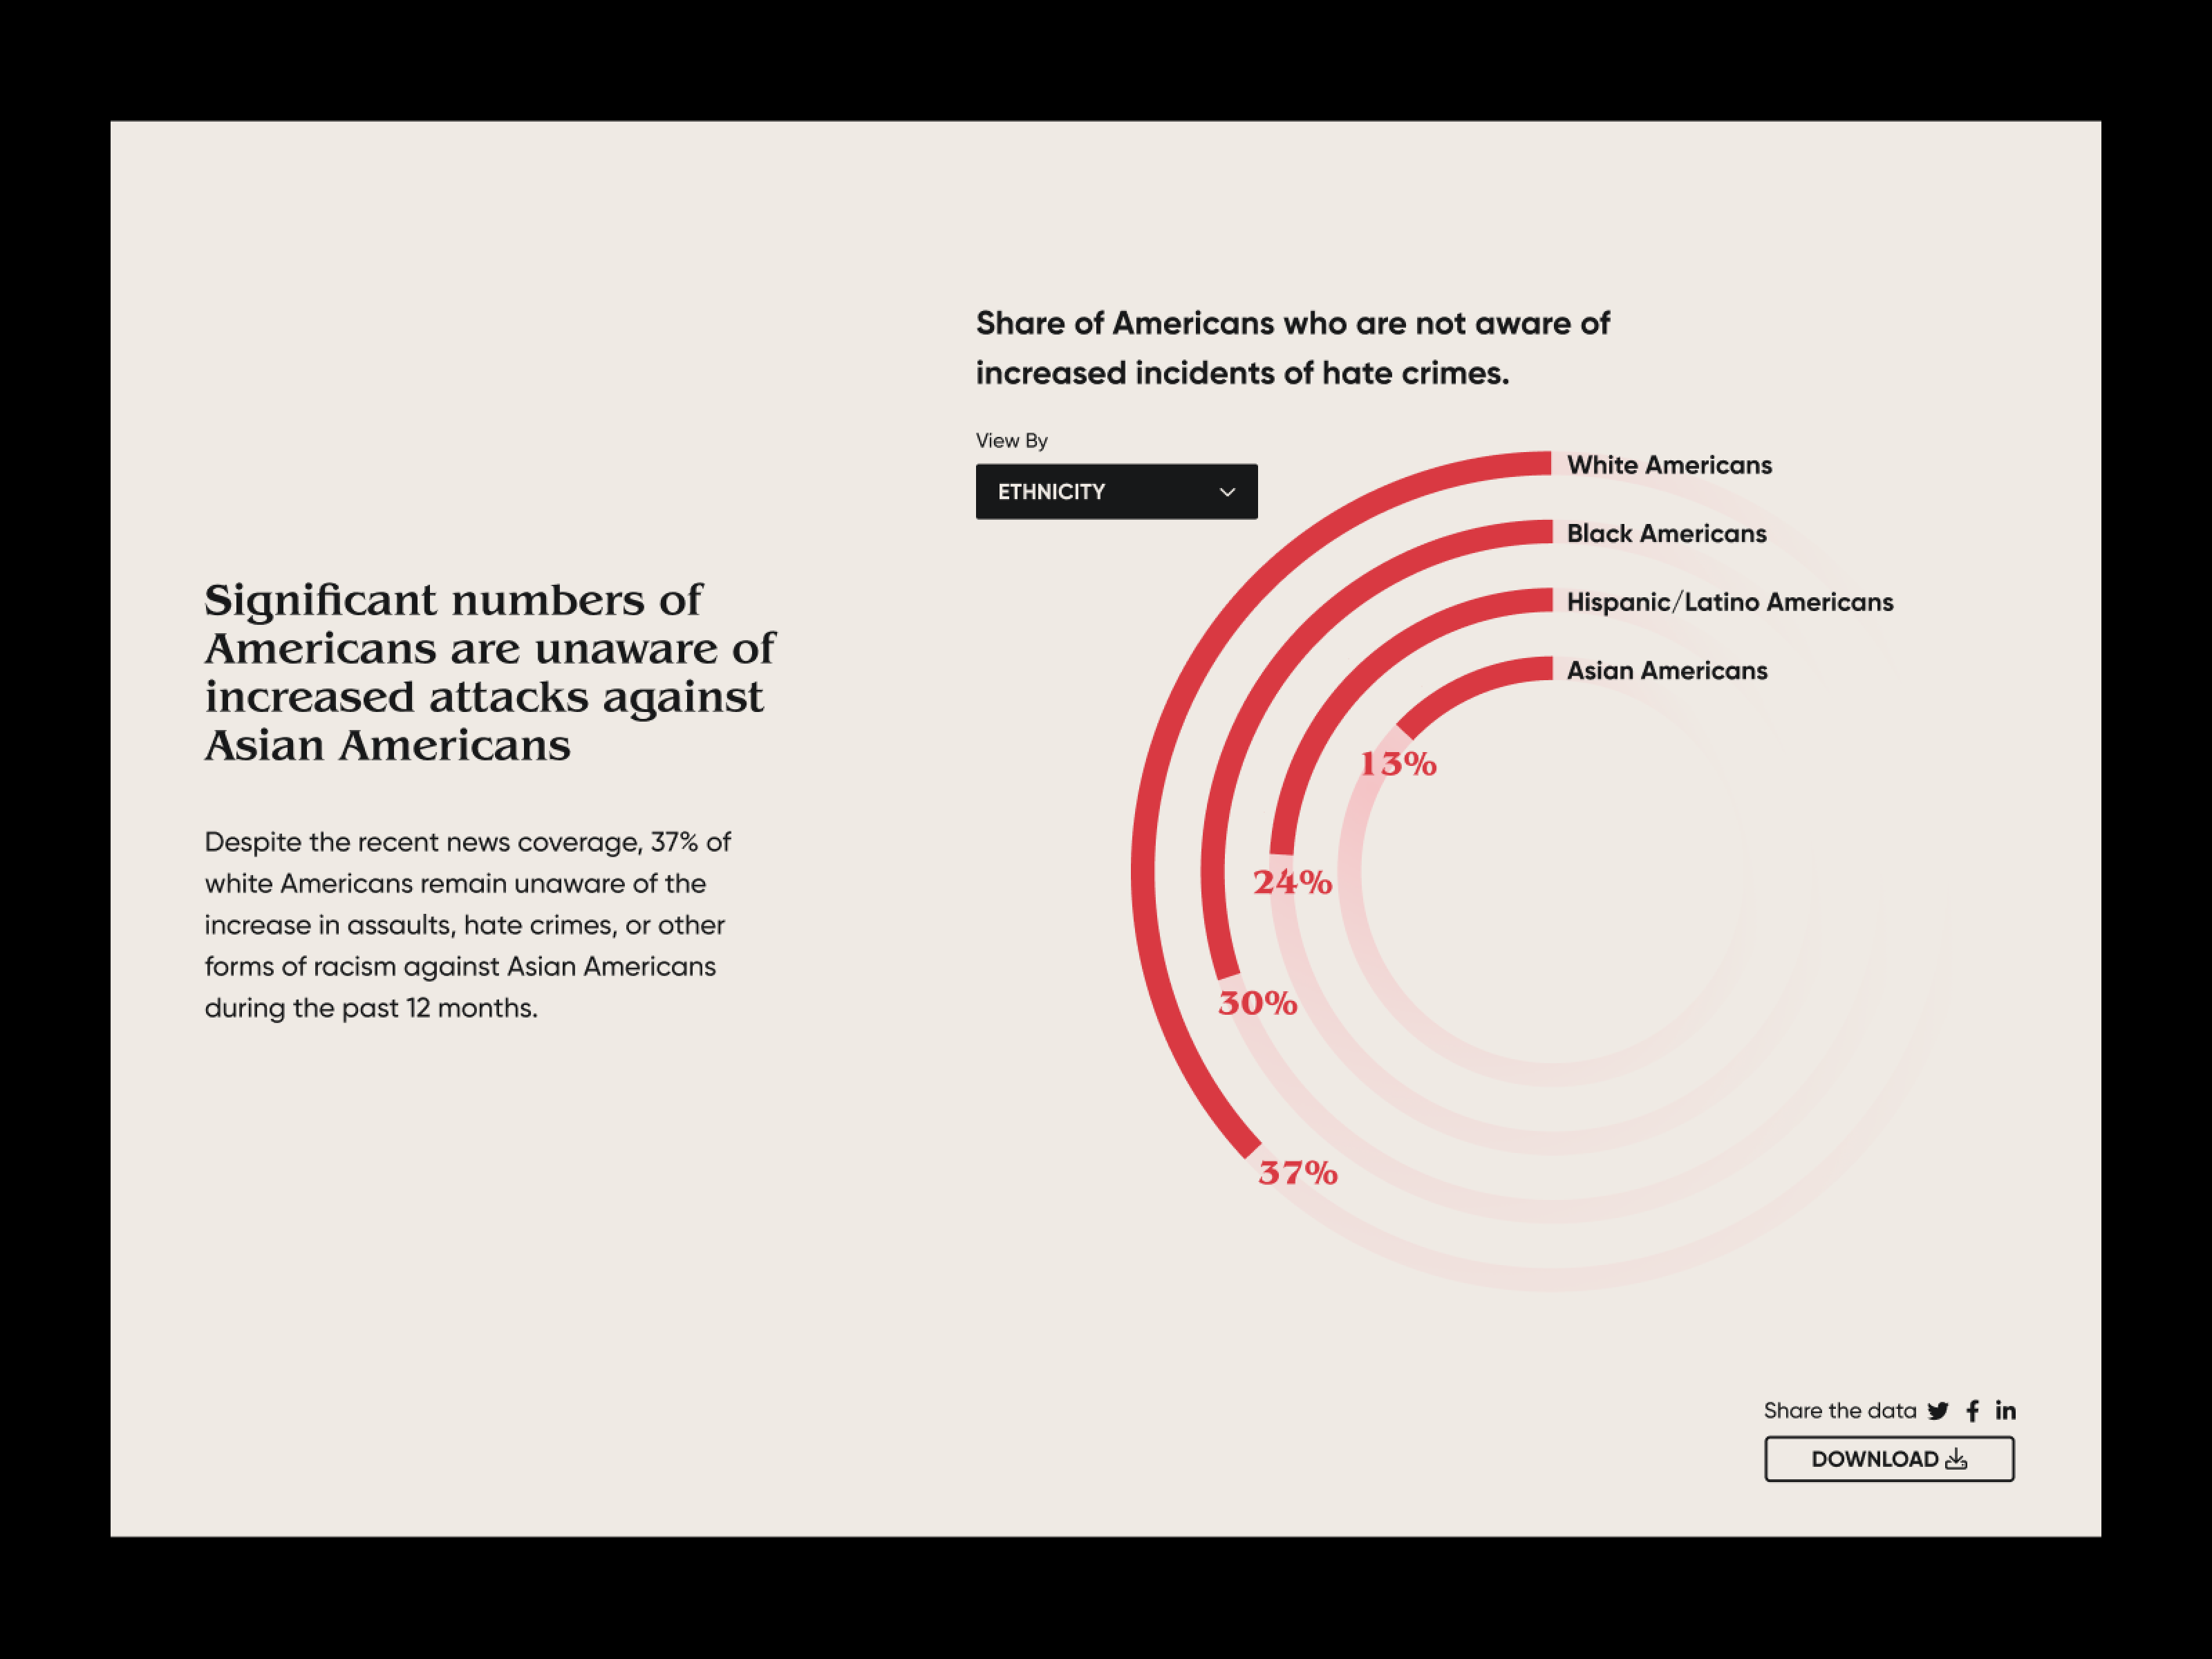 Significant numbers of
Americans are unaware of
increased attacks against
Asian Americans
Despite the recent news coverage, 37% of
white Americans remain unaware of the
increase in assaults, hate crimes, or other
forms of racism against Asian Americans
during the past 12 months.
Share of Americans who are not aware of
increased incidents of hate crimes.
View By
ETHNICITY
White Americans
Black Americans
Hispanic/Latino Americans
Asian Americans
13%
24%
30%
37%
Share the data
DOWNLOAD